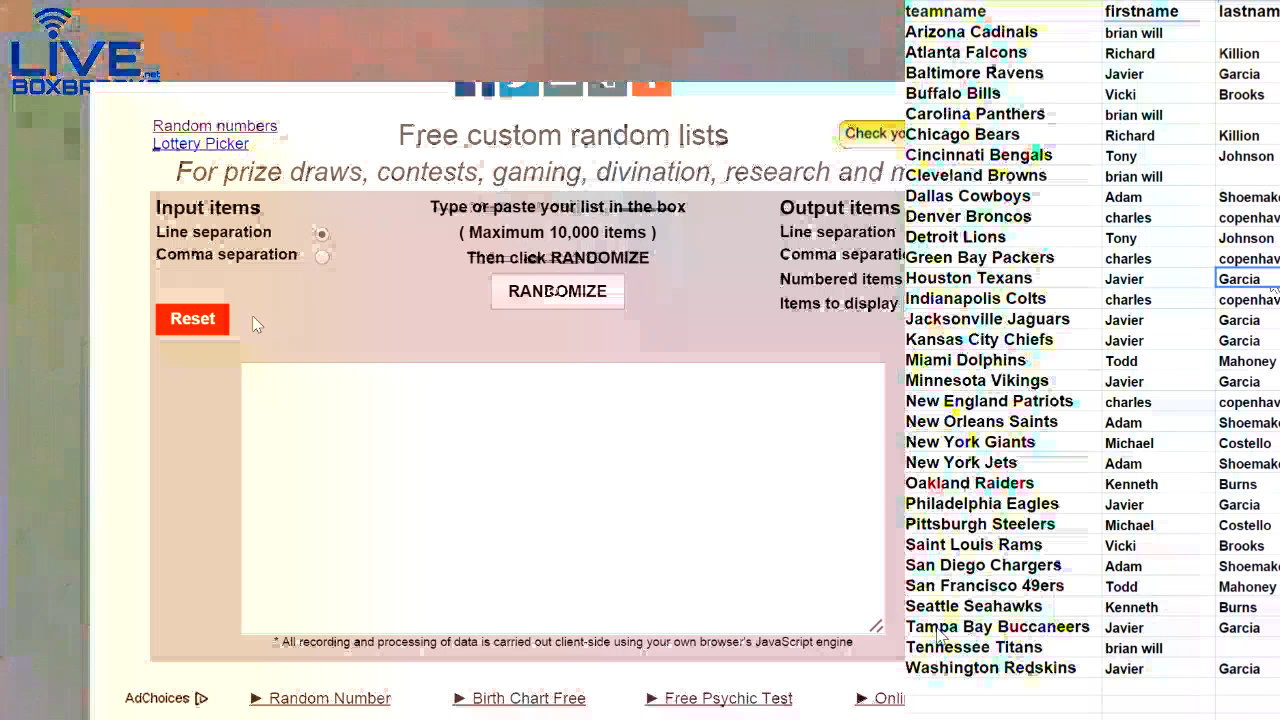 LIVE
BOXBREAKS.net
Random numbers
Lottery Picker
Free custom random lists
Check yo
For prize draws, contests, gaming, divination, research and m
Input items
Line separation
Comma separation
Reset
Type or paste your list in the box
( Maximum 10,000 items )
Then click RANDOMIZE
RANDOMIZE
Output items
Line separation
Comma separati
Numbered items
Items to display
* All recording and processing of data is carried out client-side using your own browser's JavaScript engine
AdChoices
► Random Number
► Birth Chart Free
► Free Psychic Test
► Onli
teamname firstname lastnam
Arizona Cadinals brian will
Atlanta Falcons Richard Killion
Baltimore Ravens Javier Garcia
Buffalo Bills Vicki Brooks
Carolina Panthers brian will
Chicago Bears Richard Killion
Cincinnati Bengals Tony Johnson
Cleveland Browns brian will
Dallas Cowboys Adam Shoemake
Denver Broncos charles copenhav
Detroit Lions Tony Johnson
Green Bay Packers charles copenhav
Houston Texans Javier Garcia
Indianapolis Colts charles copenhav
Jacksonville Jaguars Javier Garcia
Kansas City Chiefs Javier Garcia
Miami Dolphins Todd Mahoney
Minnesota Vikings Javier Garcia
New England Patriots charles copenhav
New Orleans Saints Adam Shoemake
New York Giants Michael Costello
New York Jets Adam Shoemake
Oakland Raiders Kenneth Burns
Philadelphia Eagles Javier Garcia
Pittsburgh Steelers Michael Costello
Saint Louis Rams Vicki Brooks
San Diego Chargers Adam Shoemake
San Francisco 49ers Todd Mahoney
Seattle Seahawks Kenneth Burns
Tampa Bay Buccaneers Javier Garcia
Tennessee Titans brian will
Washington Redskins Javier Garcia